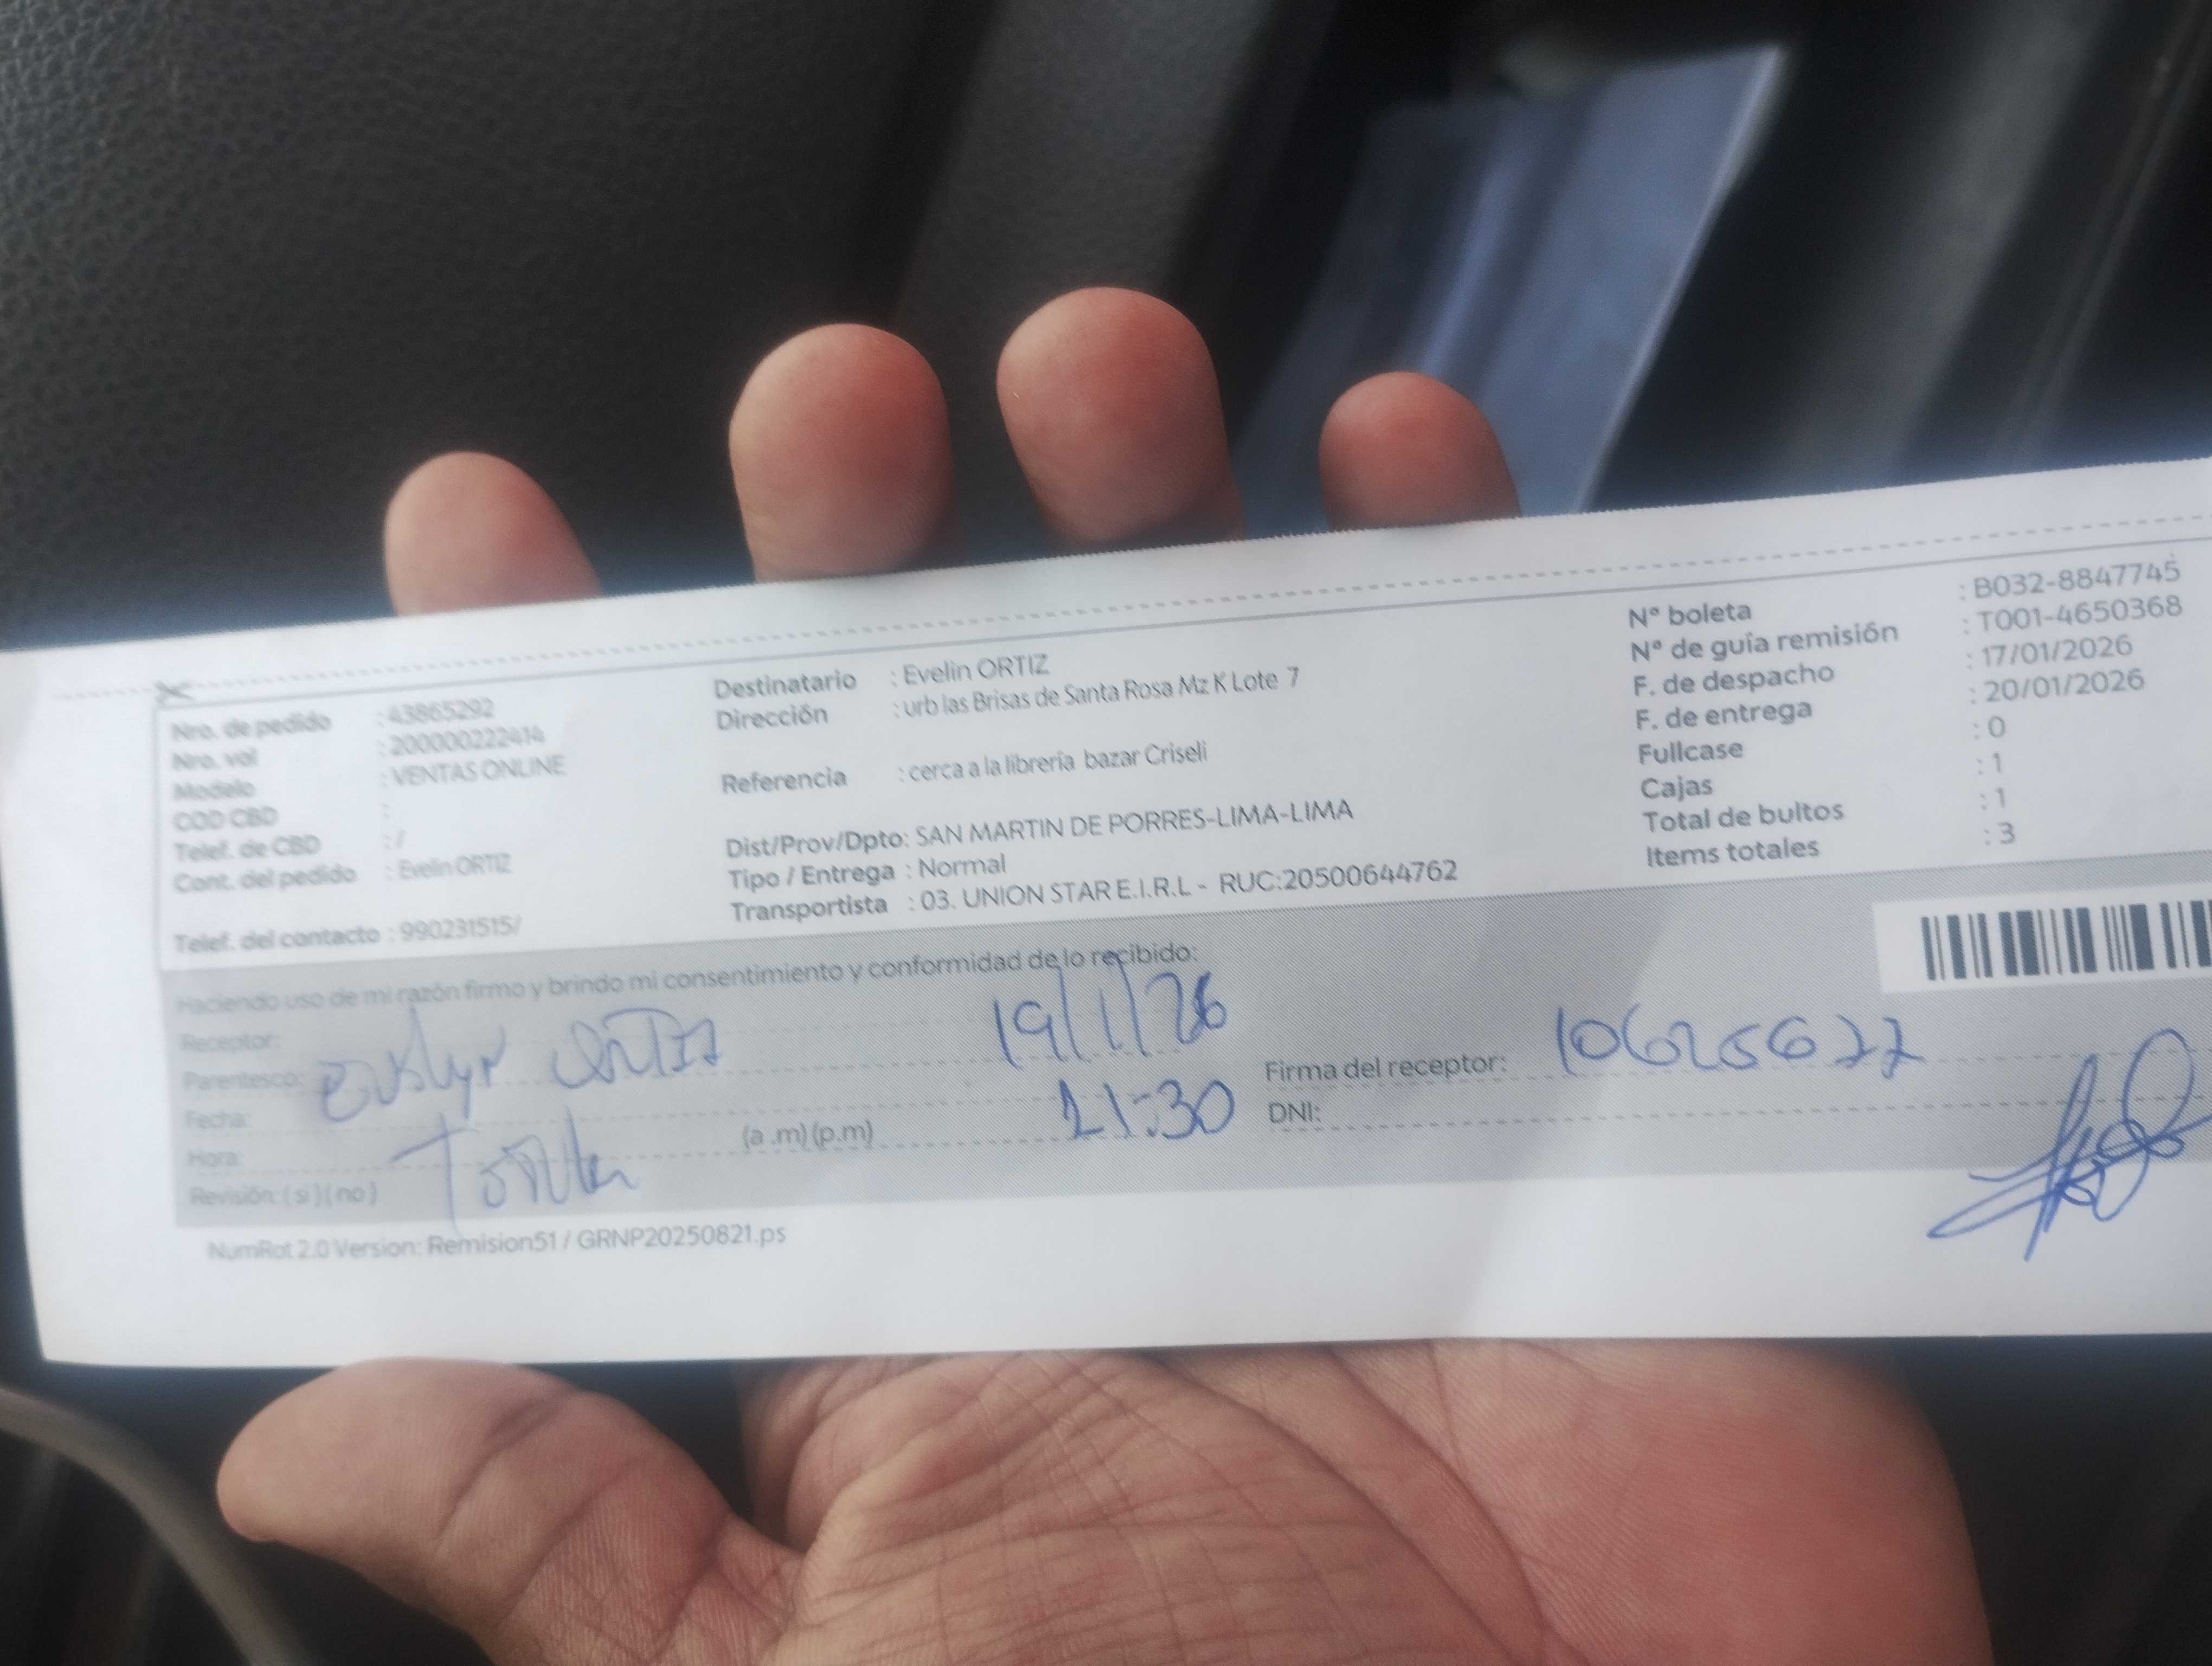 Nro. de pedido : 43865292
Nro. val : 200000222414
Modelo : VENTAS ONLINE
COD CBD :
Telef. de CBD : /
Cont. del pedido : Evelin ORTIZ
Telef. del contacto : 990231515/
Destinatario : Evelin ORTIZ
Dirección : urb las Brisas de Santa Rosa Mz K Lote 7
Referencia : cerca a la librería bazar Criseli
Dist/Prov/Dpto: SAN MARTIN DE PORRES-LIMA-LIMA
Tipo / Entrega : Normal
Transportista : 03. UNION STAR E.I.R.L - RUC:20500644762
N° boleta : B032-8847745
N° de guía remisión : T001-4650368
F. de despacho : 17/01/2026
F. de entrega : 20/01/2026
Fullcase : 0
Cajas : 1
Total de bultos : 1
Items totales : 3
Haciendo uso de mi razón firmo y brindo mi consentimiento y conformidad de lo recibido:
Receptor:
Parentesco: Evelyn Ortiz 19/1/26
Fecha:
Hora: (a .m) (p.m) 11:30
Revisión: ( si ) ( no ) Titular
Firma del receptor: 10625622
DNI:
NumRot 2.0 Version: Remision51 / GRNP20250821.ps